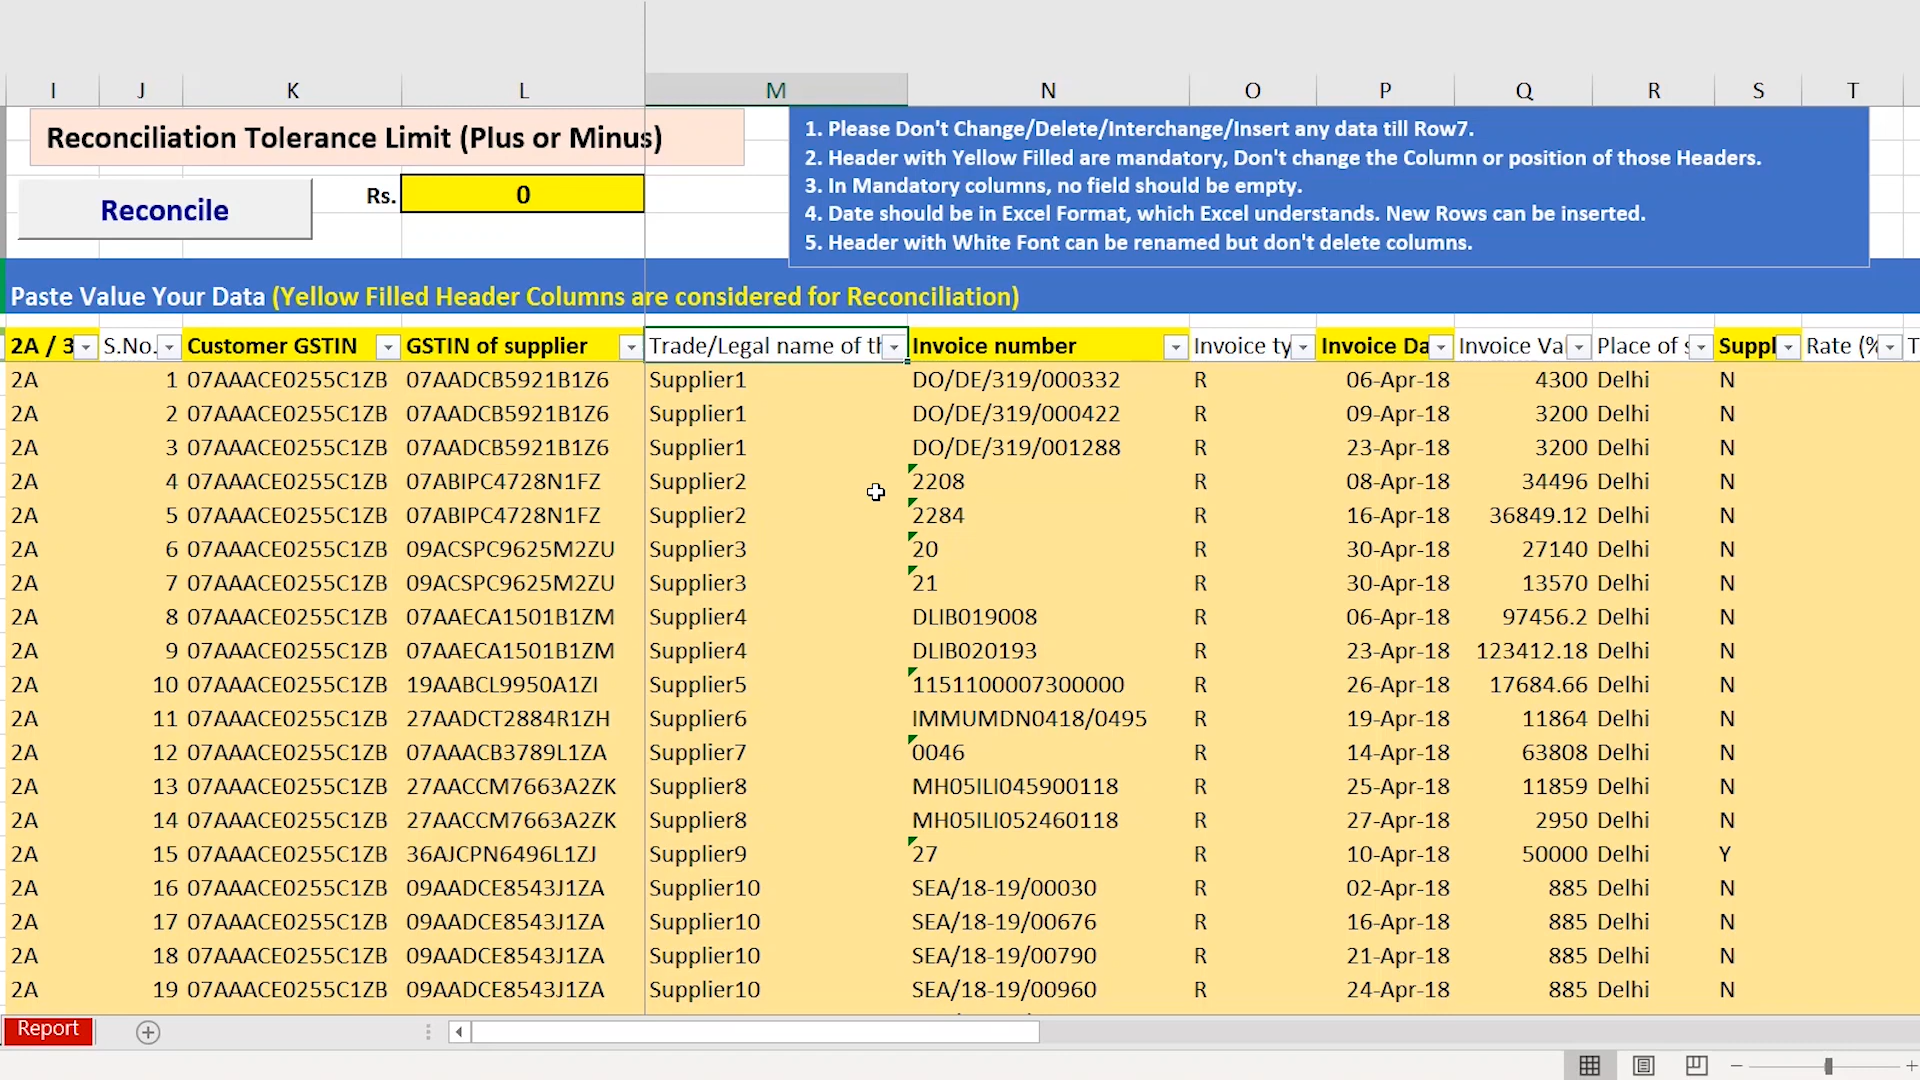 I J K L M N O P Q R S T
Reconciliation Tolerance Limit (Plus or Minus)
Reconcile Rs. 0
1. Please Don't Change/Delete/Interchange/Insert any data till Row7.
2. Header with Yellow Filled are mandatory, Don't change the Column or position of those Headers.
3. In Mandatory columns, no field should be empty.
4. Date should be in Excel Format, which Excel understands. New Rows can be inserted.
5. Header with White Font can be renamed but don't delete columns.
Paste Value Your Data (Yellow Filled Header Columns are considered for Reconciliation)
2A / 3 S.No. Customer GSTIN GSTIN of supplier Trade/Legal name of th Invoice number Invoice ty Invoice Da Invoice Va Place of s Suppl Rate (% T
2A 1 07AAACE0255C1ZB 07AADCB5921B1Z6 Supplier1 DO/DE/319/000332 R 06-Apr-18 4300 Delhi N
2A 2 07AAACE0255C1ZB 07AADCB5921B1Z6 Supplier1 DO/DE/319/000422 R 09-Apr-18 3200 Delhi N
2A 3 07AAACE0255C1ZB 07AADCB5921B1Z6 Supplier1 DO/DE/319/001288 R 23-Apr-18 3200 Delhi N
2A 4 07AAACE0255C1ZB 07ABIPC4728N1FZ Supplier2 2208 R 08-Apr-18 34496 Delhi N
2A 5 07AAACE0255C1ZB 07ABIPC4728N1FZ Supplier2 2284 R 16-Apr-18 36849.12 Delhi N
2A 6 07AAACE0255C1ZB 09ACSPC9625M2ZU Supplier3 20 R 30-Apr-18 27140 Delhi N
2A 7 07AAACE0255C1ZB 09ACSPC9625M2ZU Supplier3 21 R 30-Apr-18 13570 Delhi N
2A 8 07AAACE0255C1ZB 07AAECA1501B1ZM Supplier4 DLIB019008 R 06-Apr-18 97456.2 Delhi N
2A 9 07AAACE0255C1ZB 07AAECA1501B1ZM Supplier4 DLIB020193 R 23-Apr-18 123412.18 Delhi N
2A 10 07AAACE0255C1ZB 19AABCL9950A1ZI Supplier5 1151100007300000 R 26-Apr-18 17684.66 Delhi N
2A 11 07AAACE0255C1ZB 27AADCT2884R1ZH Supplier6 IMMUMDN0418/0495 R 19-Apr-18 11864 Delhi N
2A 12 07AAACE0255C1ZB 07AAACB3789L1ZA Supplier7 0046 R 14-Apr-18 63808 Delhi N
2A 13 07AAACE0255C1ZB 27AACCM7663A2ZK Supplier8 MH05ILI045900118 R 25-Apr-18 11859 Delhi N
2A 14 07AAACE0255C1ZB 27AACCM7663A2ZK Supplier8 MH05ILI052460118 R 27-Apr-18 2950 Delhi N
2A 15 07AAACE0255C1ZB 36AJCPN6496L1ZJ Supplier9 27 R 10-Apr-18 50000 Delhi Y
2A 16 07AAACE0255C1ZB 09AADCE8543J1ZA Supplier10 SEA/18-19/00030 R 02-Apr-18 885 Delhi N
2A 17 07AAACE0255C1ZB 09AADCE8543J1ZA Supplier10 SEA/18-19/00676 R 16-Apr-18 885 Delhi N
2A 18 07AAACE0255C1ZB 09AADCE8543J1ZA Supplier10 SEA/18-19/00790 R 21-Apr-18 885 Delhi N
2A 19 07AAACE0255C1ZB 09AADCE8543J1ZA Supplier10 SEA/18-19/00960 R 24-Apr-18 885 Delhi N
Report